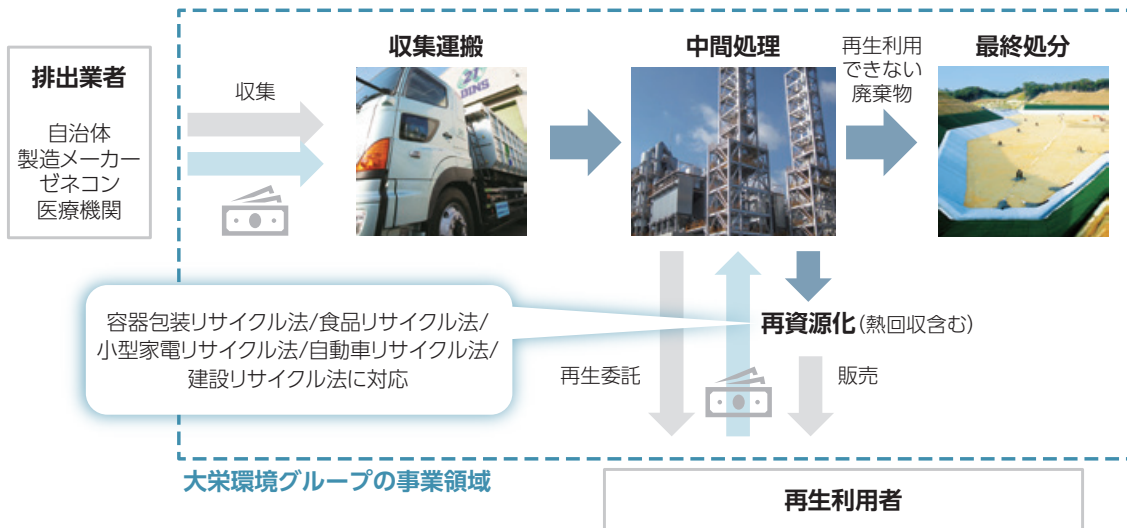 排出業者
自治体
製造メーカー
ゼネコン
医療機関
収集
収集運搬
DINS
中間処理
再生利用
できない
廃棄物
最終処分
容器包装リサイクル法/食品リサイクル法/
小型家電リサイクル法/自動車リサイクル法/
建設リサイクル法に対応
再資源化(熱回収含む)
再生委託
販売
大栄環境グループの事業領域
再生利用者